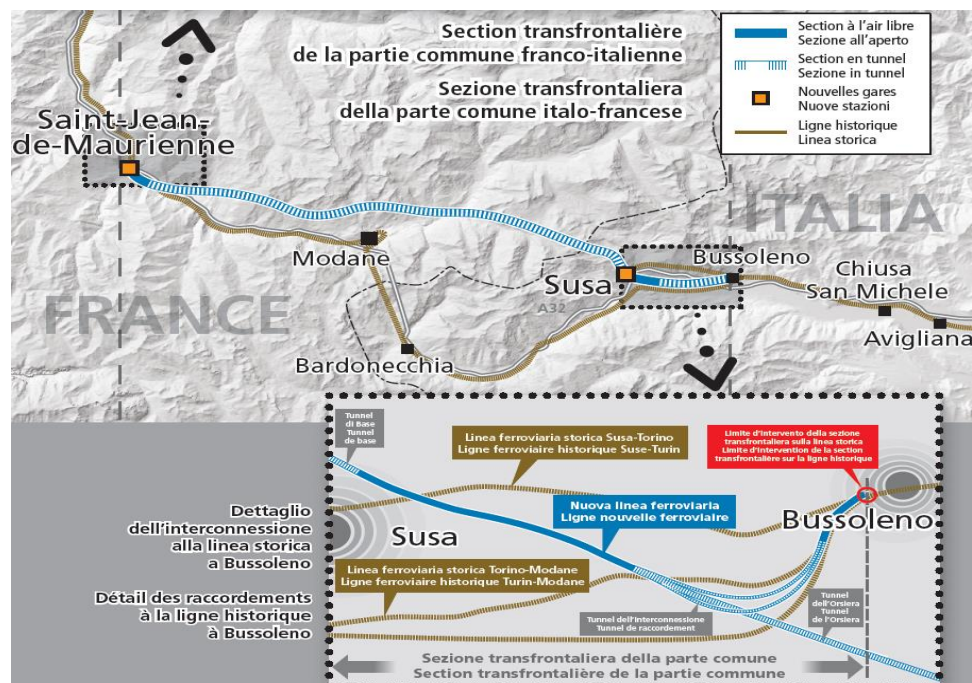 Section transfrontalière
de la partie commune franco-italienne
Sezione transfrontaliera
della parte comune italo-francese
Section à l'air libre
Sezione all'aperto
Section en tunnel
Sezione in tunnel
Nouvelles gares
Nuove stazioni
Ligne historique
Linea storica
Saint-Jean-
de-Maurienne
ITALIA
Modane
Bussoleno
Susa
Chiusa
San Michele
A32
FRANCE
Avigliana
Bardonecchia
Tunnel
di Base
Tunnel
de base
Linea ferroviaria storica Susa-Torino
Ligne ferroviaire historique Suse-Turin
Limite d'intervento della sezione
transfrontaliera sulla linea storica
Limite d'intervention de la section
transfrontalière sur la ligne historique
Nuova linea ferroviaria
Ligne nouvelle ferroviaire
Bussoleno
Susa
Dettaglio
dell'interconnessione
alla linea storica
a Bussoleno
Linea ferroviaria storica Torino-Modane
Ligne ferroviaire historique Turin-Modane
Détail des raccordements
à la ligne historique
à Bussoleno
Tunnel dell'Interconnessione
Tunnel de raccordement
Tunnel
dell'Orsiera
Tunnel
de l'Orsiera
Sezione transfrontaliera della parte comune
Section transfrontalière de la partie commune